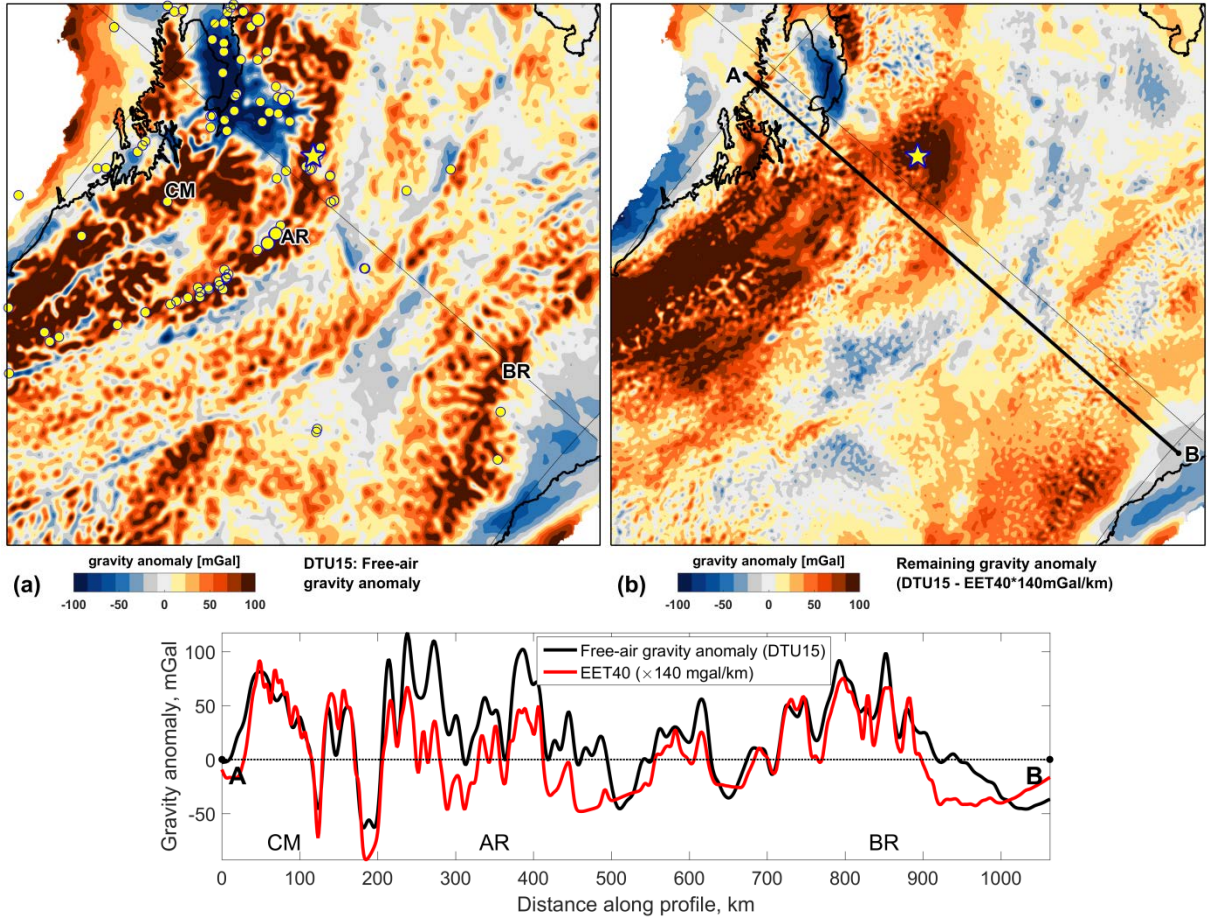 CM
AR
BR
A
B
(a)
gravity anomaly [mGal]
-100 -50 0 50 100
DTU15: Free-air
gravity anomaly
(b)
gravity anomaly [mGal]
-100 -50 0 50 100
Remaining gravity anomaly
(DTU15 - EET40*140mGal/km)
Gravity anomaly, mGal
100
50
0
-50
Free-air gravity anomaly (DTU15)
EET40 (×140 mgal/km)
A
B
CM
AR
BR
0 100 200 300 400 500 600 700 800 900 1000
Distance along profile, km